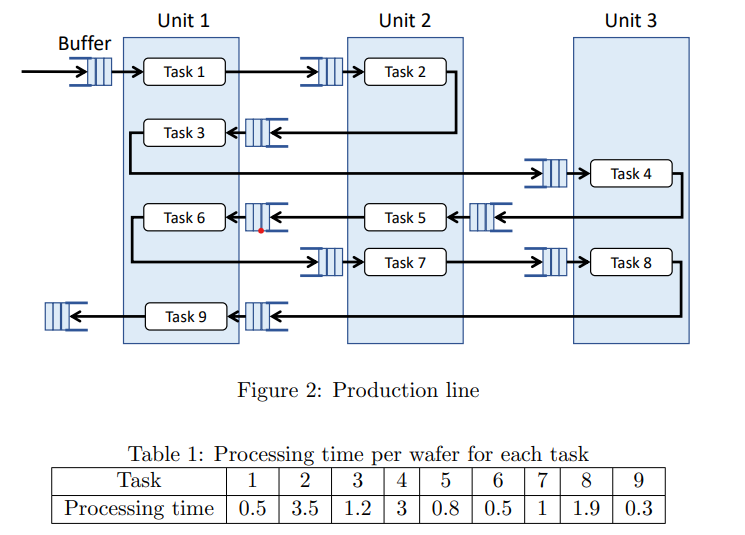 Unit 1 Unit 2 Unit 3
Buffer
Task 1 Task 2
Task 3
Task 4
Task 6 Task 5
Task 7 Task 8
Task 9
Figure 2: Production line
Table 1: Processing time per wafer for each task
Task 1 2 3 4 5 6 7 8 9
Processing time 0.5 3.5 1.2 3 0.8 0.5 1 1.9 0.3